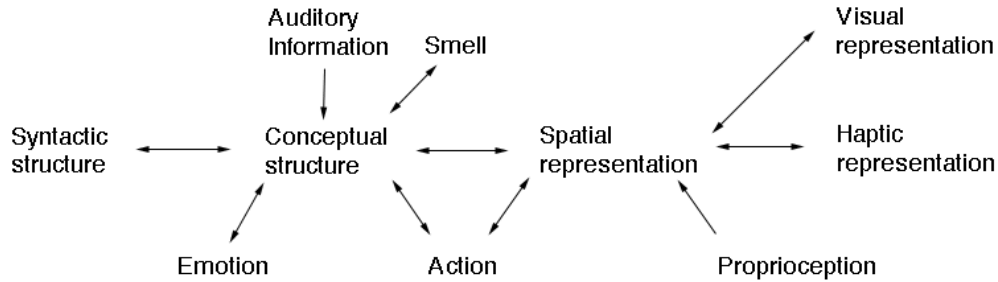 Auditory
Information
Smell
Visual
representation
Syntactic
structure
Conceptual
structure
Spatial
representation
Haptic
representation
Emotion
Action
Proprioception